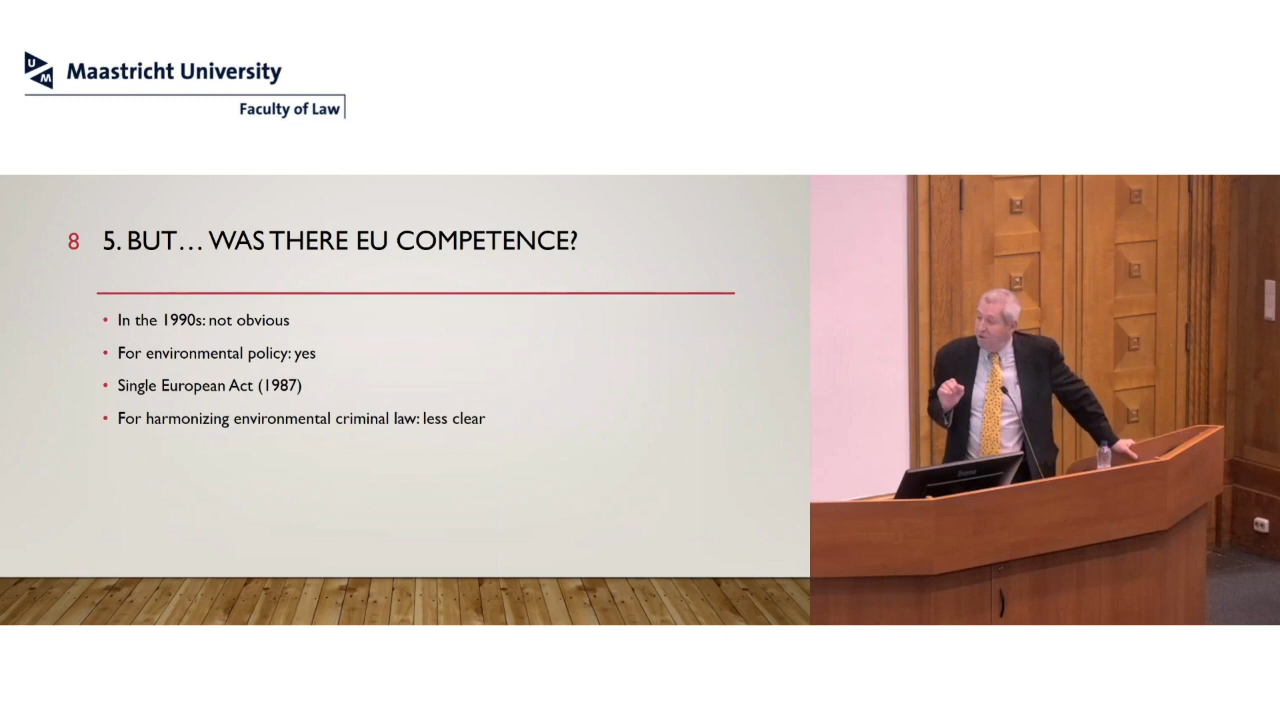 UM
Maastricht University
Faculty of Law
8 5. BUT... WAS THERE EU COMPETENCE?
• In the 1990s: not obvious
• For environmental policy: yes
• Single European Act (1987)
• For harmonizing environmental criminal law: less clear